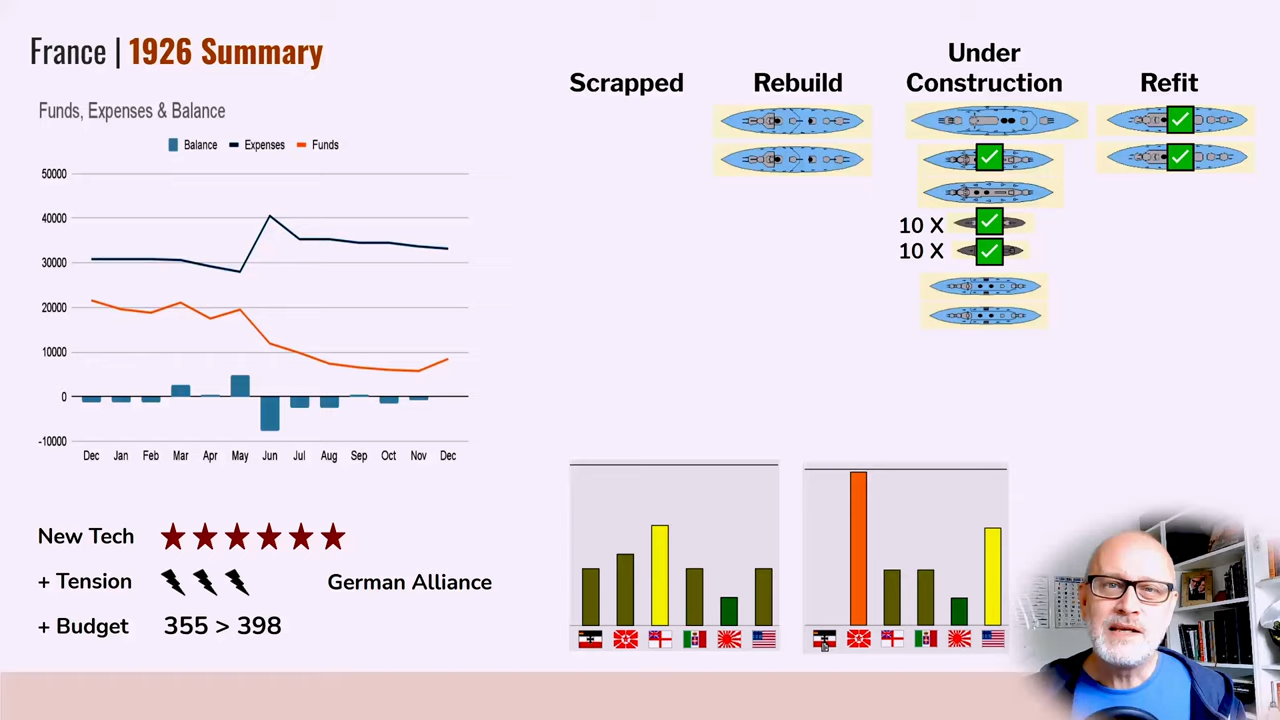 France | 1926 Summary
Funds, Expenses & Balance
Balance Expenses Funds
50000
40000
30000
20000
10000
0
-10000
Dec Jan Feb Mar Apr May Jun Jul Aug Sep Oct Nov Dec
New Tech
+ Tension
German Alliance
+ Budget
355 > 398
Scrapped
Rebuild
Under
Construction
Refit
10 X
10 X